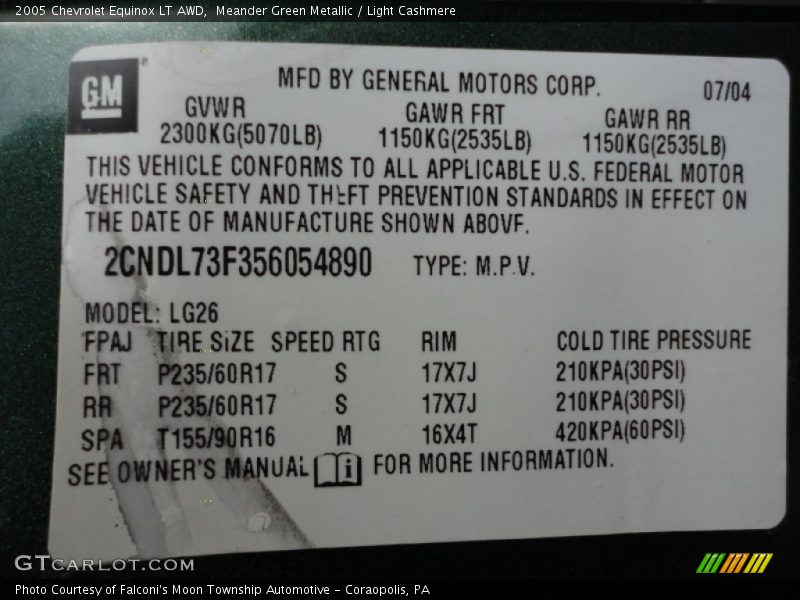 2005 Chevrolet Equinox LT AWD,  Meander Green Metallic / Light Cashmere
GM®
MFD BY GENERAL MOTORS CORP. 07/04
GVWR GAWR FRT GAWR RR
2300KG(5070LB) 1150KG(2535LB) 1150KG(2535LB)
THIS VEHICLE CONFORMS TO ALL APPLICABLE U.S. FEDERAL MOTOR
VEHICLE SAFETY AND THEFT PREVENTION STANDARDS IN EFFECT ON
THE DATE OF MANUFACTURE SHOWN ABOVE.
2CNDL73F356054890 TYPE: M.P.V.
MODEL: LG26
FPAJ TIRE SIZE SPEED RTG RIM COLD TIRE PRESSURE
FRT P235/60R17 S 17X7J 210KPA(30PSI)
RR P235/60R17 S 17X7J 210KPA(30PSI)
SPA T155/90R16 M 16X4T 420KPA(60PSI)
SEE OWNER'S MANUAL i FOR MORE INFORMATION.
GTCARLOT.COM
Photo Courtesy of Falconi's Moon Township Automotive - Coraopolis, PA